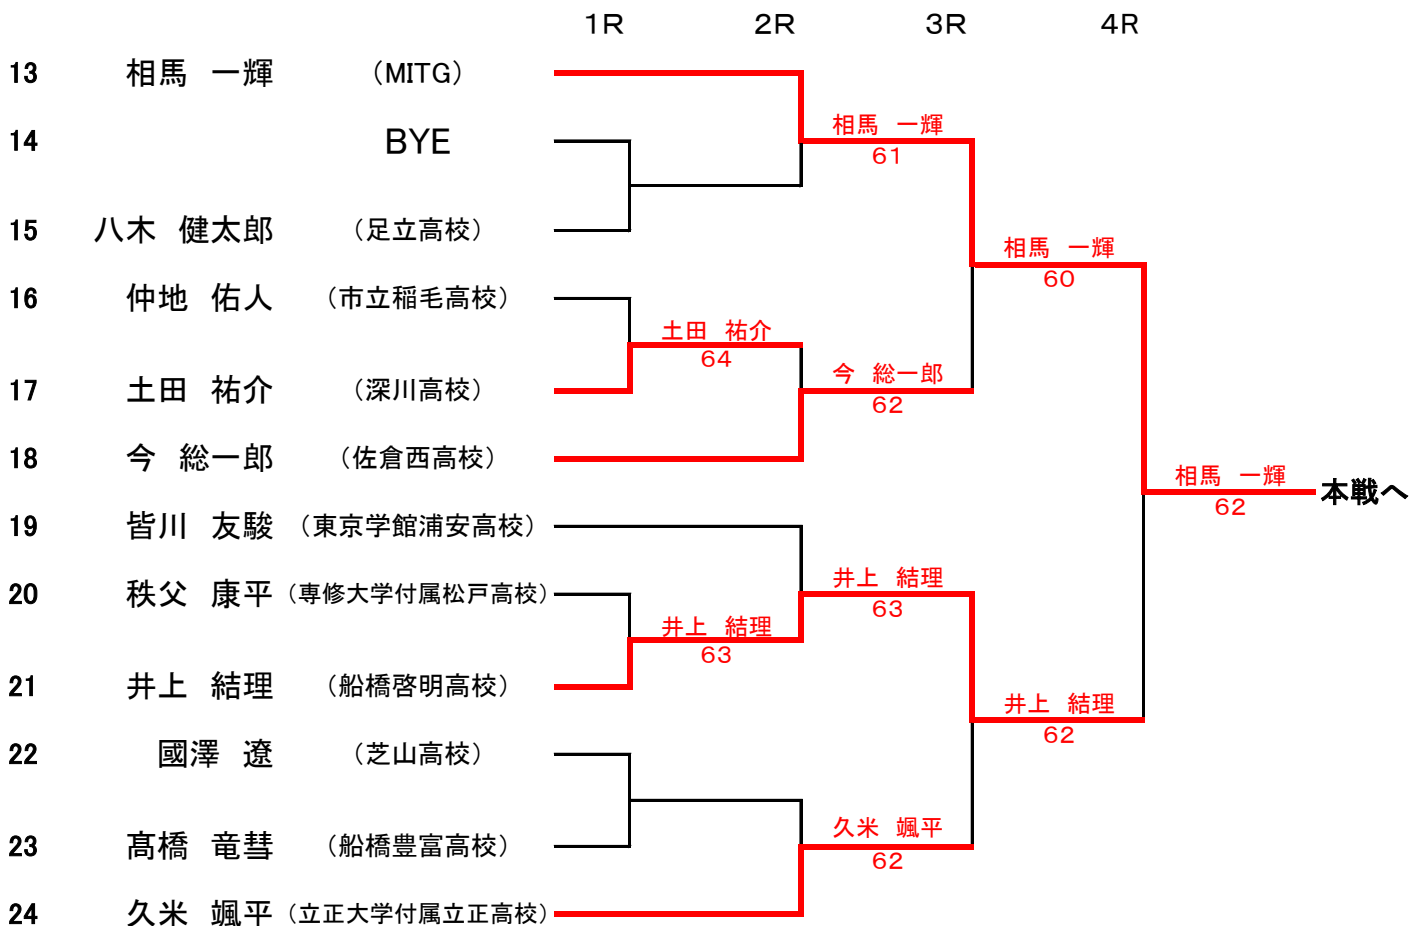 1R 2R 3R 4R
13 相馬 一輝 (MITG)
相馬 一輝
14 BYE
61
15 八木 健太郎 (足立高校)
相馬 一輝
60
16 仲地 佑人 (市立稲毛高校)
土田 祐介
64
今 総一郎
17 土田 祐介 (深川高校)
62
18 今 総一郎 (佐倉西高校)
相馬 一輝
本戦へ
62
19 皆川 友駿 (東京学館浦安高校)
井上 結理
20 秩父 康平 (専修大学付属松戸高校)
63
井上 結理
63
21 井上 結理 (船橋啓明高校)
井上 結理
62
22 國澤 遼 (芝山高校)
久米 颯平
23 髙橋 竜彗 (船橋豊富高校)
62
24 久米 颯平 (立正大学付属立正高校)